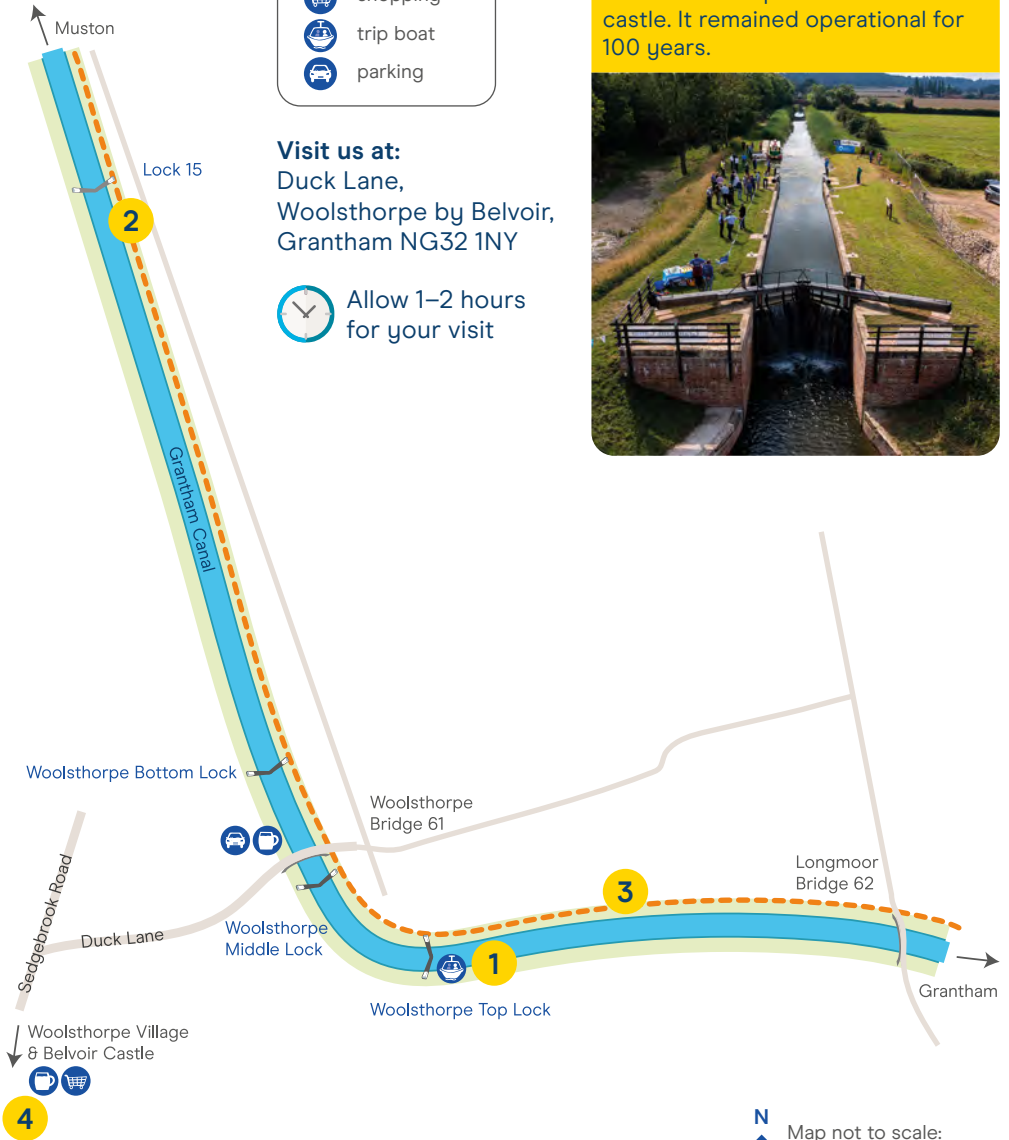 shopping
trip boat
parking
castle. It remained operational for
100 years.
Muston
Lock 15
2
Visit us at:
Duck Lane,
Woolsthorpe by Belvoir,
Grantham NG32 1NY
Allow 1–2 hours
for your visit
Grantham Canal
Woolsthorpe Bottom Lock
Woolsthorpe
Bridge 61
Longmoor
Bridge 62
3
Sedgebrook Road
Duck Lane
Woolsthorpe
Middle Lock
1
Woolsthorpe Top Lock
Grantham
Woolsthorpe Village
& Belvoir Castle
4
N
Map not to scale: